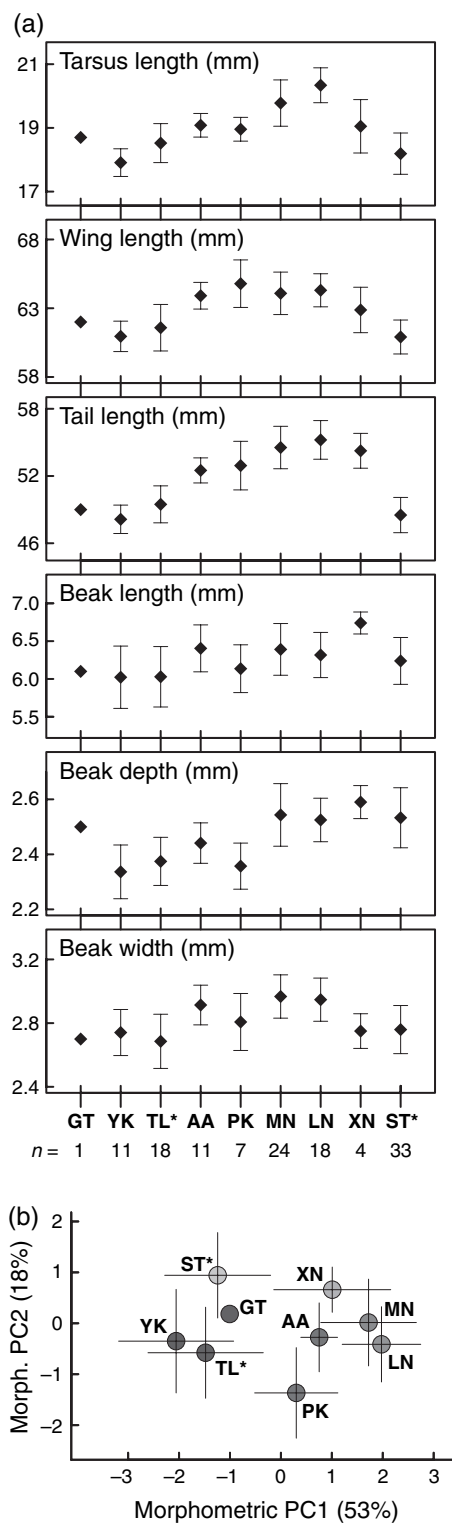 (a)
Tarsus length (mm)
21
19
17
Wing length (mm)
68
63
58
Tail length (mm)
58
52
46
Beak length (mm)
7.0
6.5
6.0
5.5
Beak depth (mm)
2.6
2.4
2.2
Beak width (mm)
3.2
2.8
2.4
GT YK TL* AA PK MN LN XN ST*
n = 1 11 18 11 7 24 18 4 33
(b)
Morph. PC2 (18%)
2
1
0
−1
−2
ST*
XN
GT
MN
YK
AA
TL*
LN
PK
−3 −2 −1 0 1 2 3
Morphometric PC1 (53%)